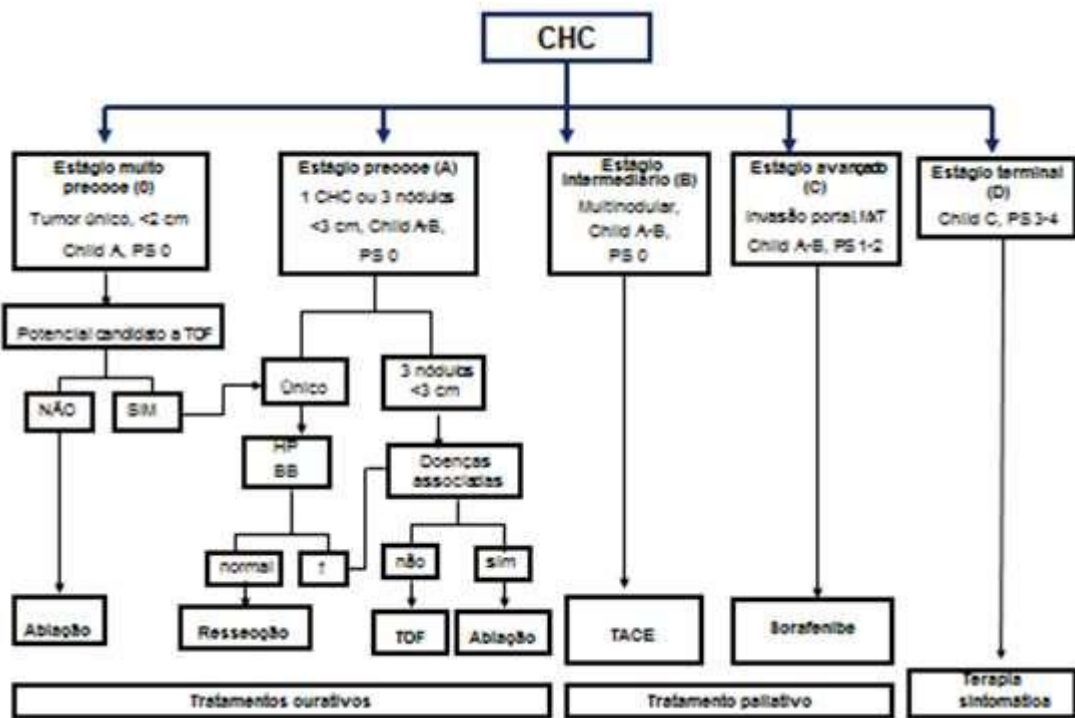 CHC
Estágio muito
precoce (0)
Tumor único, <2 cm
Child A, PS 0
Estágio precoce (A)
1 CHC ou 3 nódulos
<3 cm, Child A-B,
PS 0
Estágio
Intermediário (B)
Multinodular,
Child A-B,
PS 0
Estágio avançado
(C)
Invasão portal, MXT
Child A-B, PS 1-2
Estágio terminal
(D)
Child C, PS 3-4
Potencial candidato a TOF
NÃO
SIM
Único
3 nódulos
<3 cm
HP
BB
Doenças
associadas
normal
não
sim
Ablação
Ressecção
TOF
Ablação
TACE
Sorafenibe
Terapia
sintomática
Tratamentos curativos
Tratamento paliativo